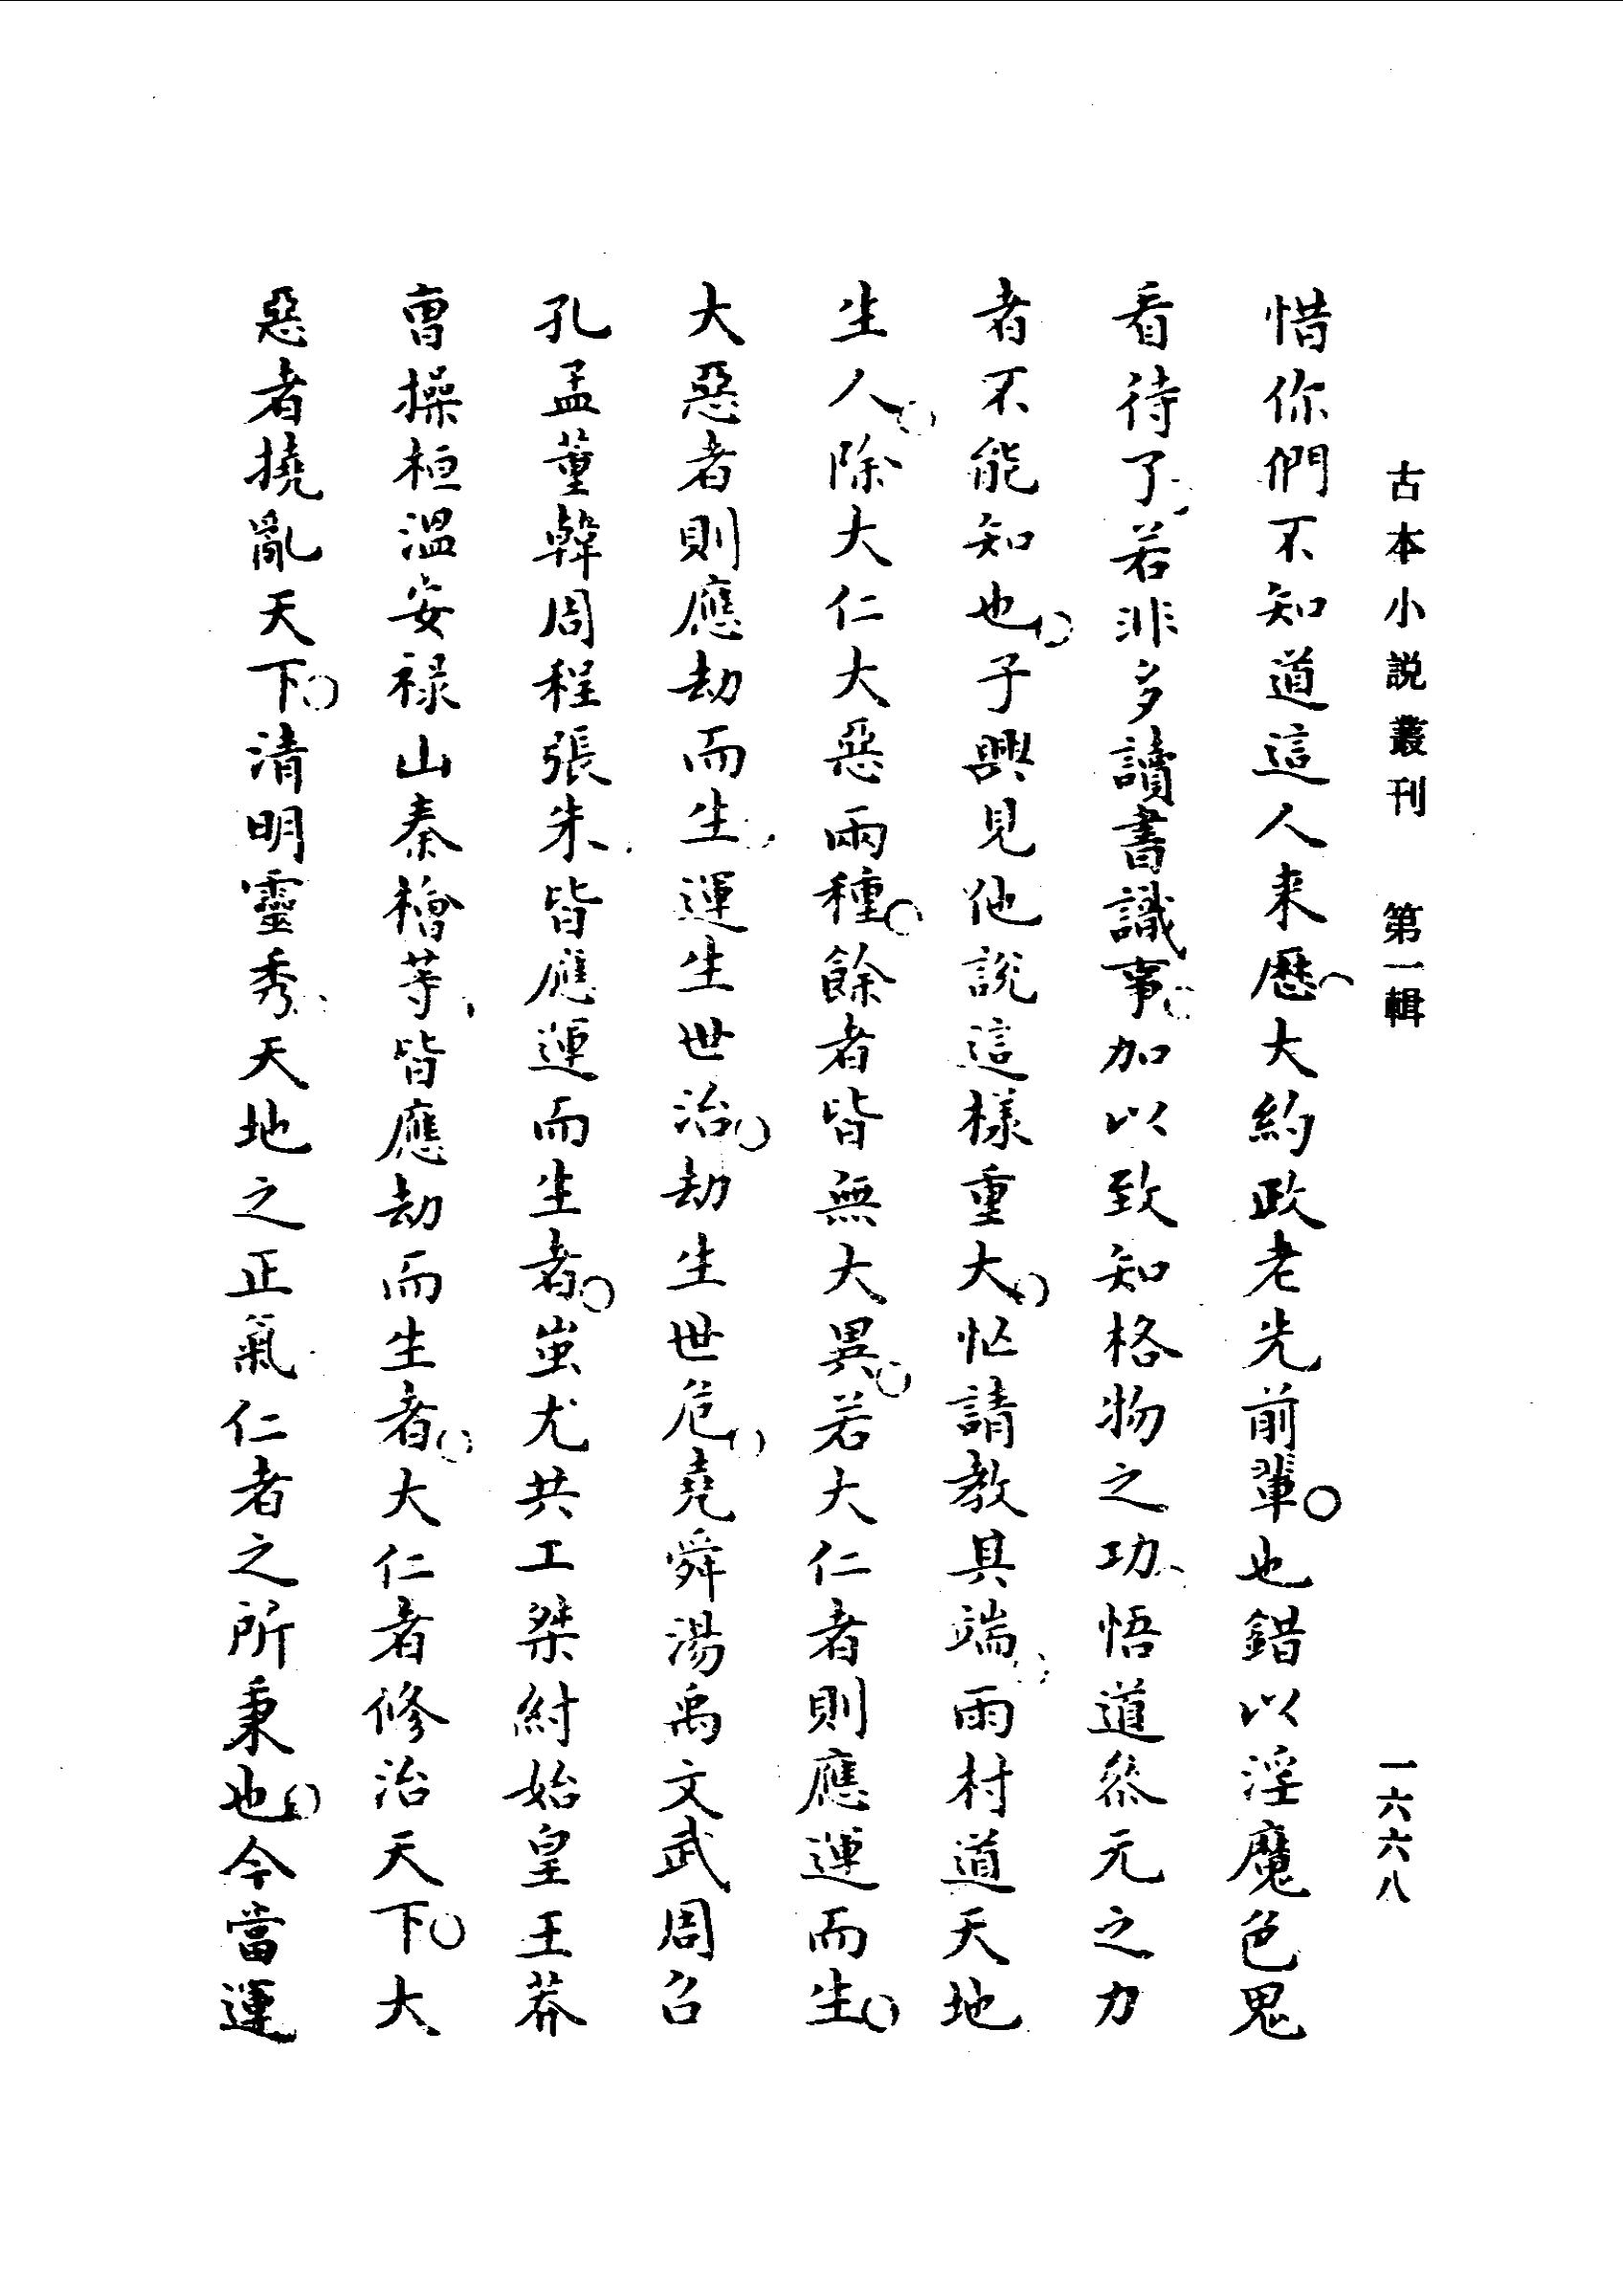 古本小説叢刊 第一輯 一六六八
惜你們不知道這人来歷大約政老先前輩也錯以淫魔色鬼
看待了若非多讀書識事加以致知格物之功悟道叅元之力
者不能知也子興見他說這樣重大忙請教其端雨村道天地
生人除大仁大惡兩種餘者皆無大異若大仁者則應運而生
大惡者則應劫而生運生世治劫生世危堯舜湯禹文武周召
孔孟董韓周程張朱皆應運而生者蚩尤共工桀紂始皇王莽
曹操桓溫安禄山秦檜等皆應劫而生者大仁者修治天下大
惡者撓亂天下清明靈秀天地之正氣仁者之所秉也今當運